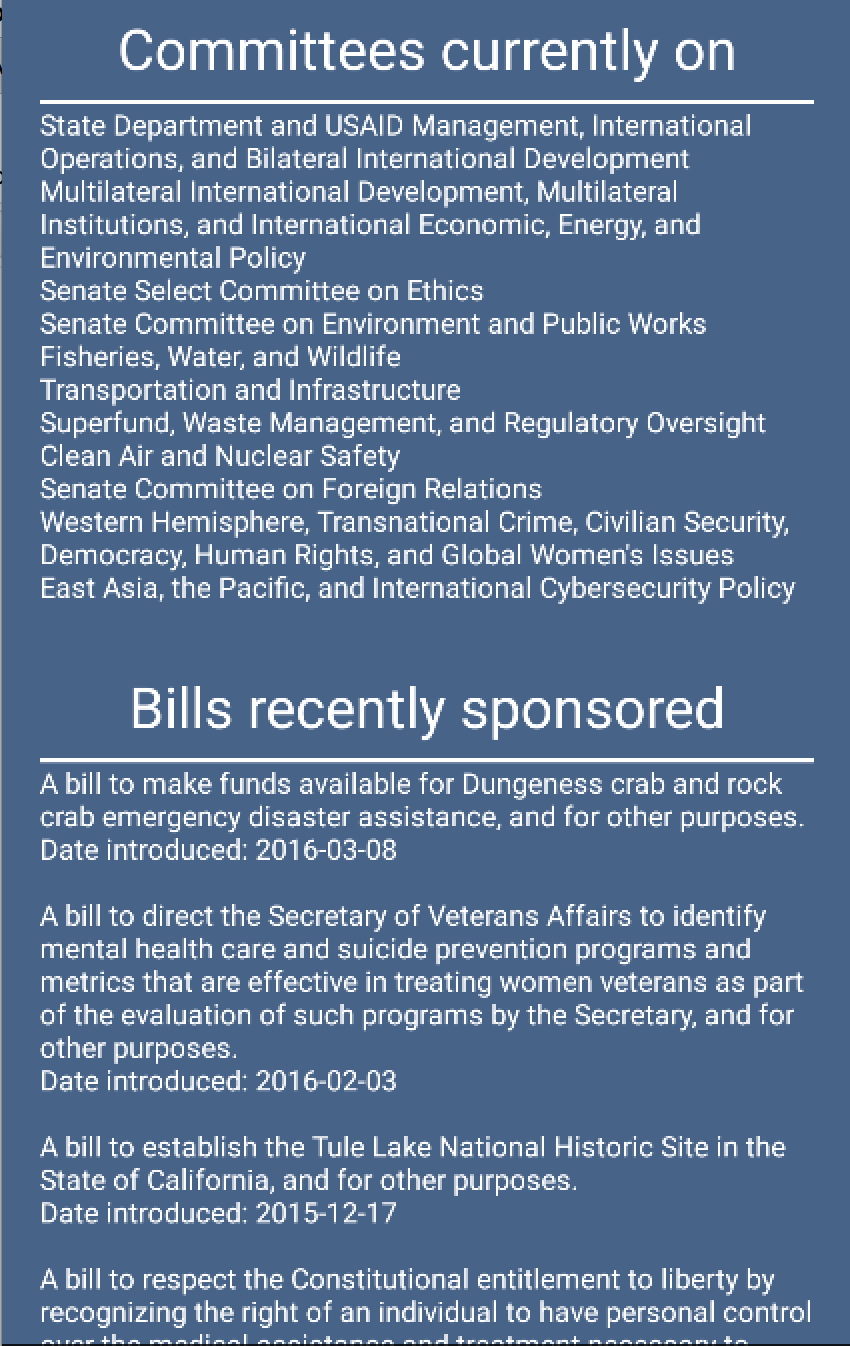 Committees currently on
State Department and USAID Management, International
Operations, and Bilateral International Development
Multilateral International Development, Multilateral
Institutions, and International Economic, Energy, and
Environmental Policy
Senate Select Committee on Ethics
Senate Committee on Environment and Public Works
Fisheries, Water, and Wildlife
Transportation and Infrastructure
Superfund, Waste Management, and Regulatory Oversight
Clean Air and Nuclear Safety
Senate Committee on Foreign Relations
Western Hemisphere, Transnational Crime, Civilian Security,
Democracy, Human Rights, and Global Women's Issues
East Asia, the Pacific, and International Cybersecurity Policy
Bills recently sponsored
A bill to make funds available for Dungeness crab and rock
crab emergency disaster assistance, and for other purposes.
Date introduced: 2016-03-08
A bill to direct the Secretary of Veterans Affairs to identify
mental health care and suicide prevention programs and
metrics that are effective in treating women veterans as part
of the evaluation of such programs by the Secretary, and for
other purposes.
Date introduced: 2016-02-03
A bill to establish the Tule Lake National Historic Site in the
State of California, and for other purposes.
Date introduced: 2015-12-17
A bill to respect the Constitutional entitlement to liberty by
recognizing the right of an individual to have personal control
over the medical assistance and treatment necessary to